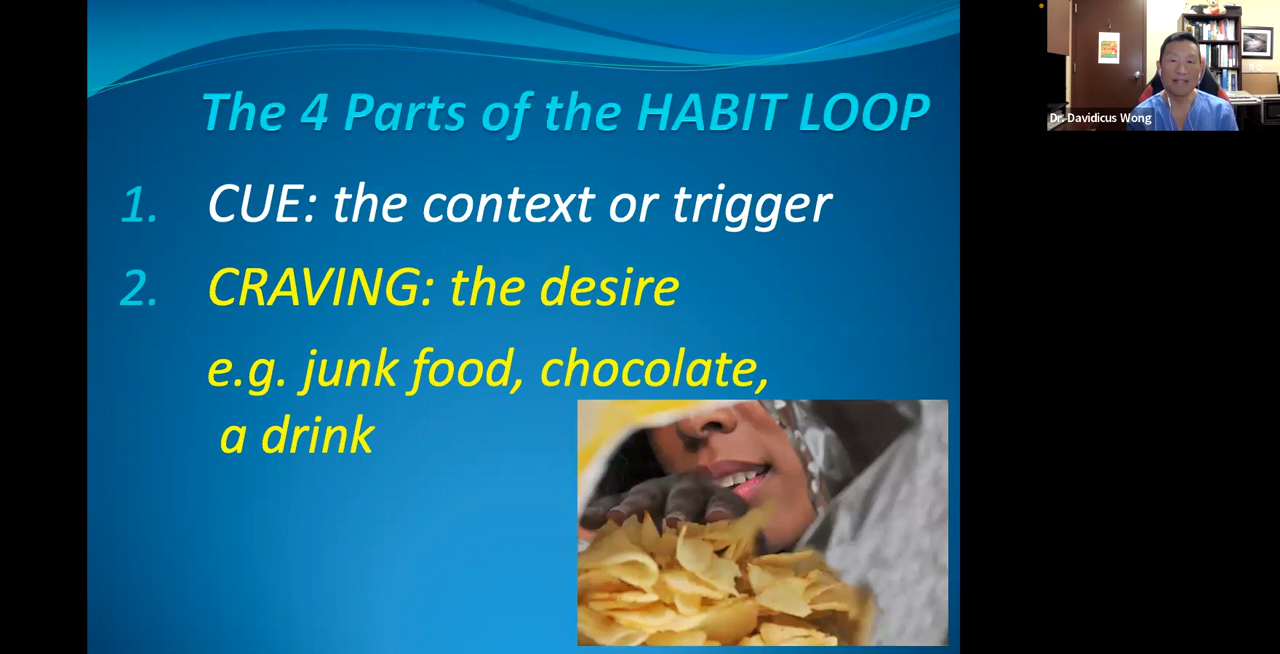 The 4 Parts of the HABIT LOOP
1. CUE: the context or trigger
2. CRAVING: the desire
e.g. junk food, chocolate,
a drink
Dr. Davidicus Wong